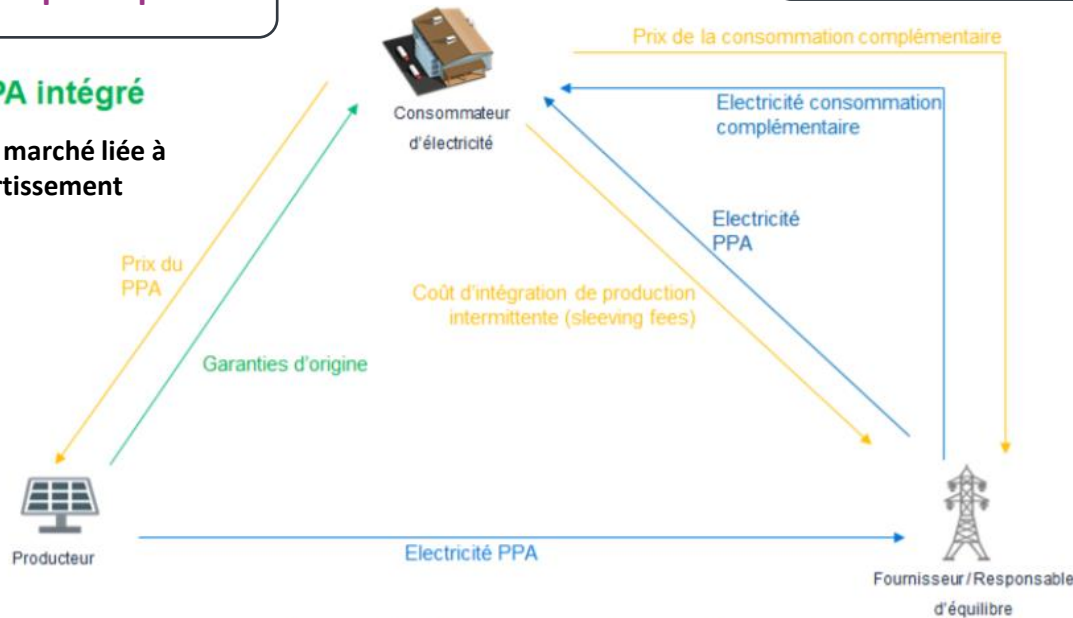 PA intégré
marché liée à
rtissement
Consommateur
d'électricité
Prix de la consommation complémentaire
Electricité consommation
complémentaire
Electricité
PPA
Prix du
PPA
Coût d'intégration de production
intermittente (sleeving fees)
Garanties d'origine
Producteur
Electricité PPA
Fournisseur/Responsable
d'équilibre